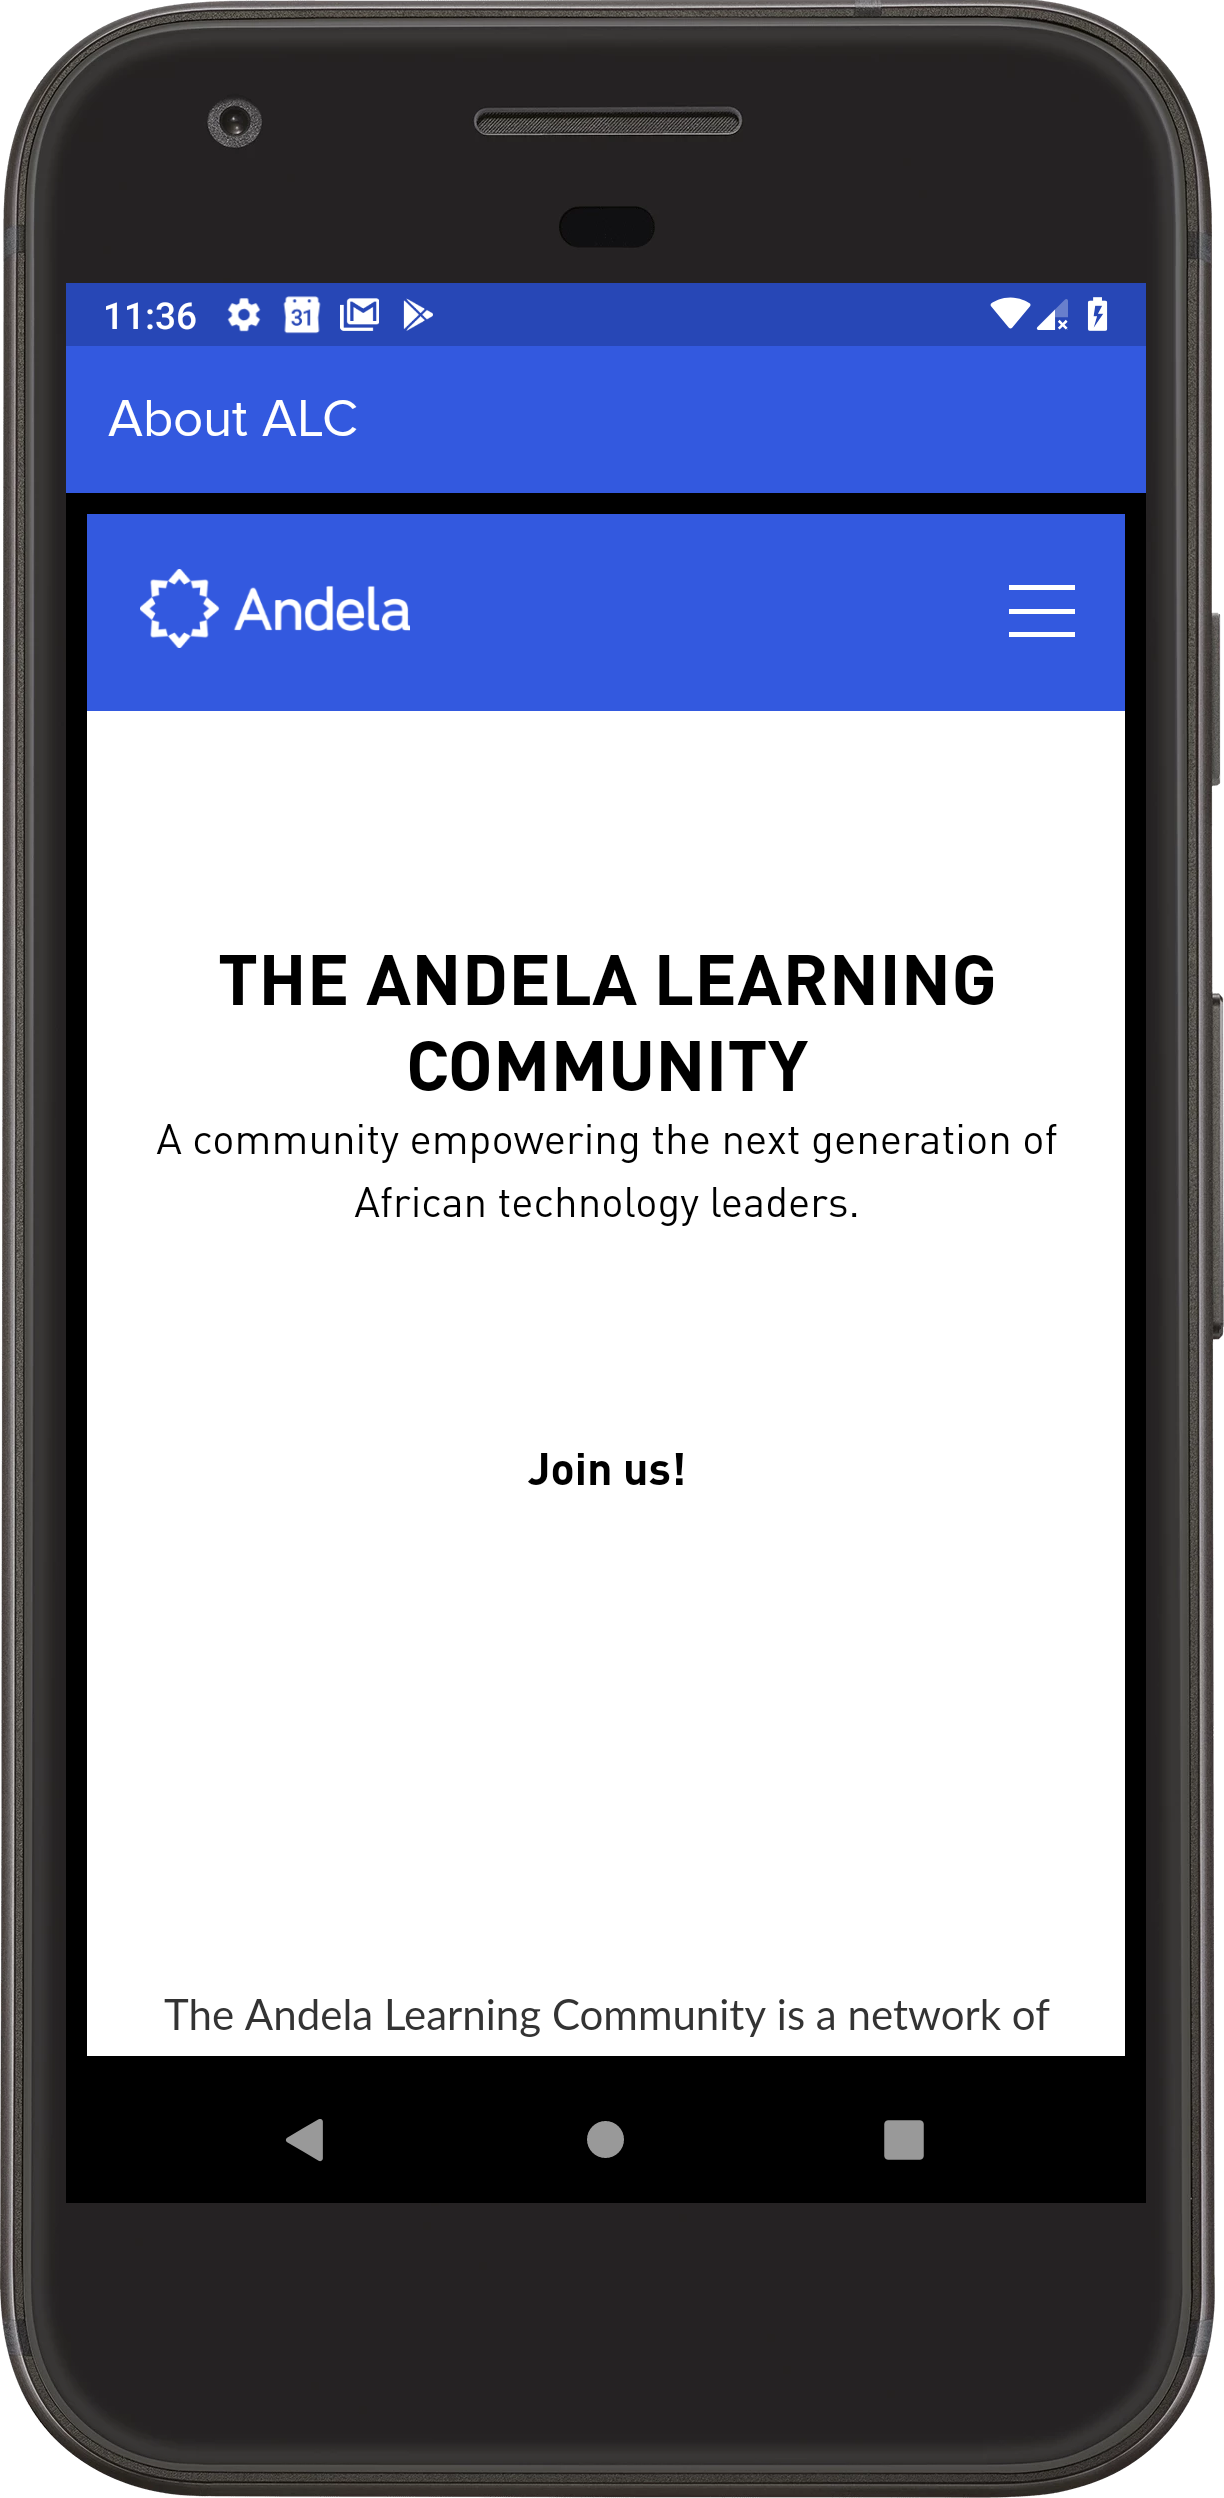 11:36
31
About ALC
Andela
THE ANDELA LEARNING
COMMUNITY
A community empowering the next generation of
African technology leaders.
Join us!
The Andela Learning Community is a network of